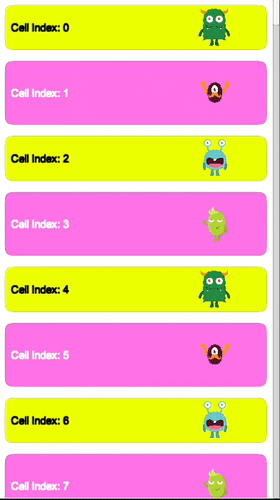 Cell Index: 0
Cell Index: 1
Cell Index: 2
Cell Index: 3
Cell Index: 4
Cell Index: 5
Cell Index: 6
Cell Index: 7